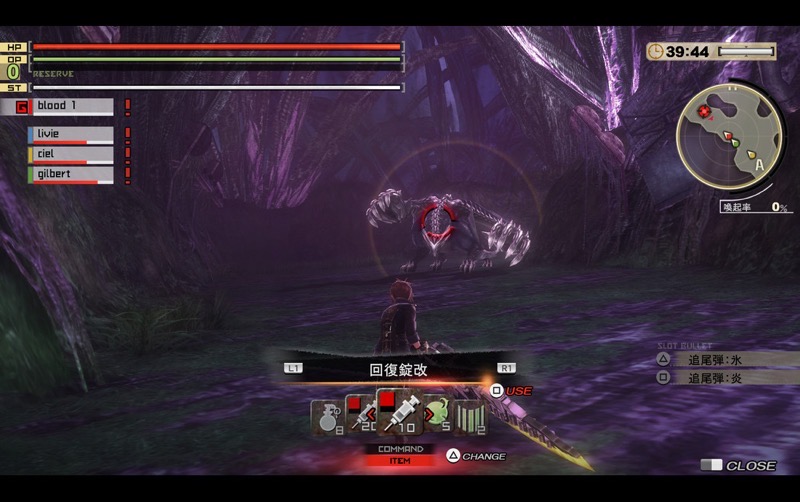 HP
OP
0
RESERVE
ST
39:44
blood 1
livie
ciel
gilbert
A
喚起率 0%
SLOT BULLET
追尾弾:氷
追尾弾:炎
L1 回復錠改 R1
USE
8 20 10 5 2
COMMAND
ITEM
CHANGE
CLOSE